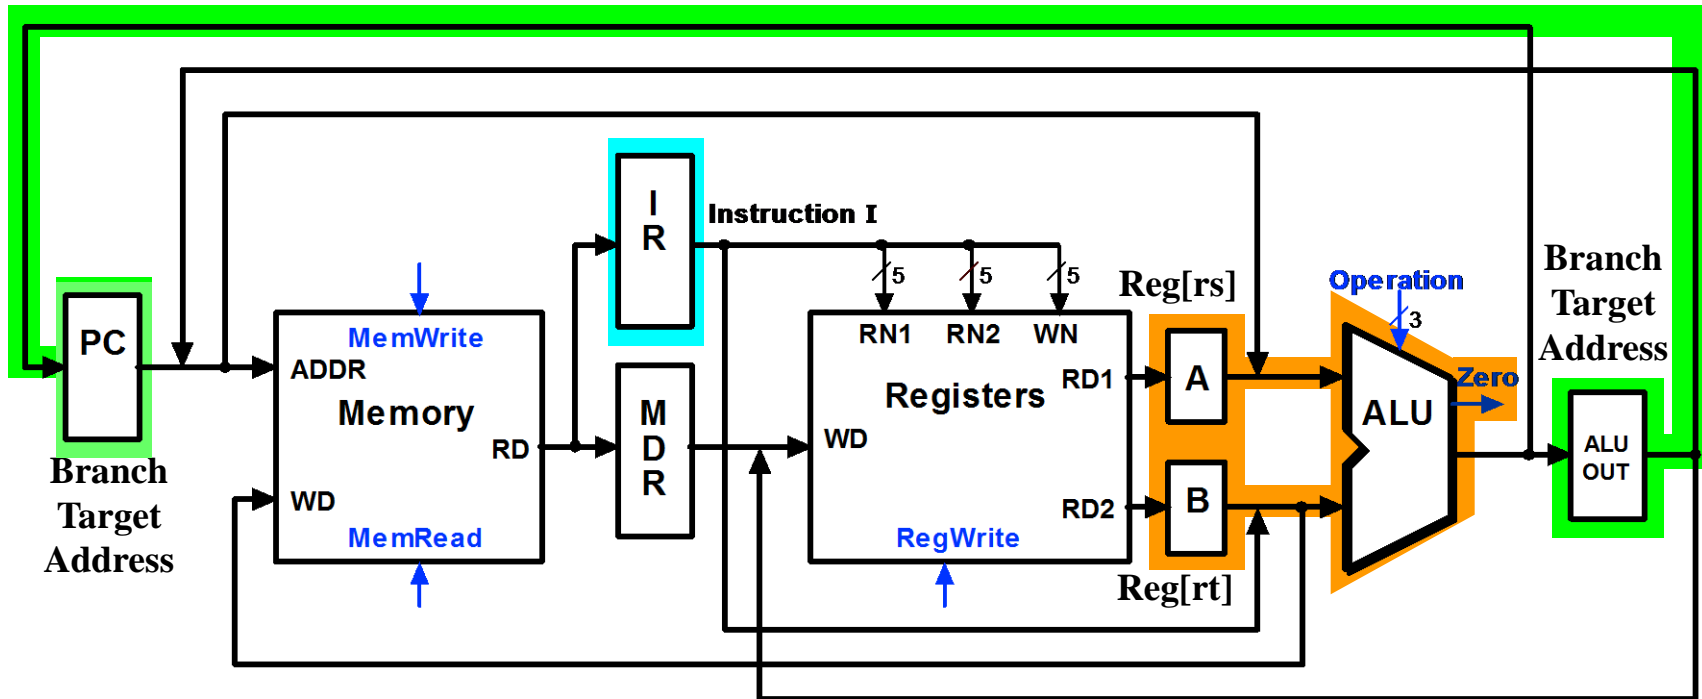 I
R
Instruction I
5
5
5
Reg[rs]
Operation
3
Branch
Target
Address
PC
MemWrite
ADDR
Memory
RD
WD
MemRead
M
D
R
RN1
RN2
WN
RD1
Registers
WD
RD2
RegWrite
A
B
Reg[rt]
ALU
Zero
ALU
OUT
Branch
Target
Address